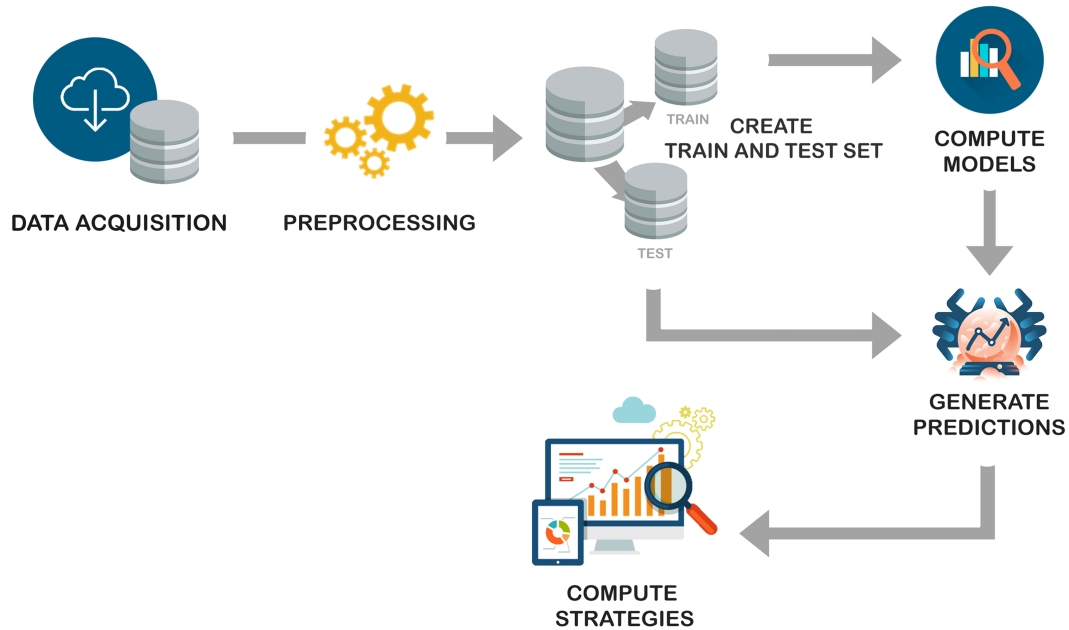 DATA ACQUISITION
PREPROCESSING
TRAIN
TEST
CREATE
TRAIN AND TEST SET
COMPUTE
MODELS
GENERATE
PREDICTIONS
COMPUTE
STRATEGIES